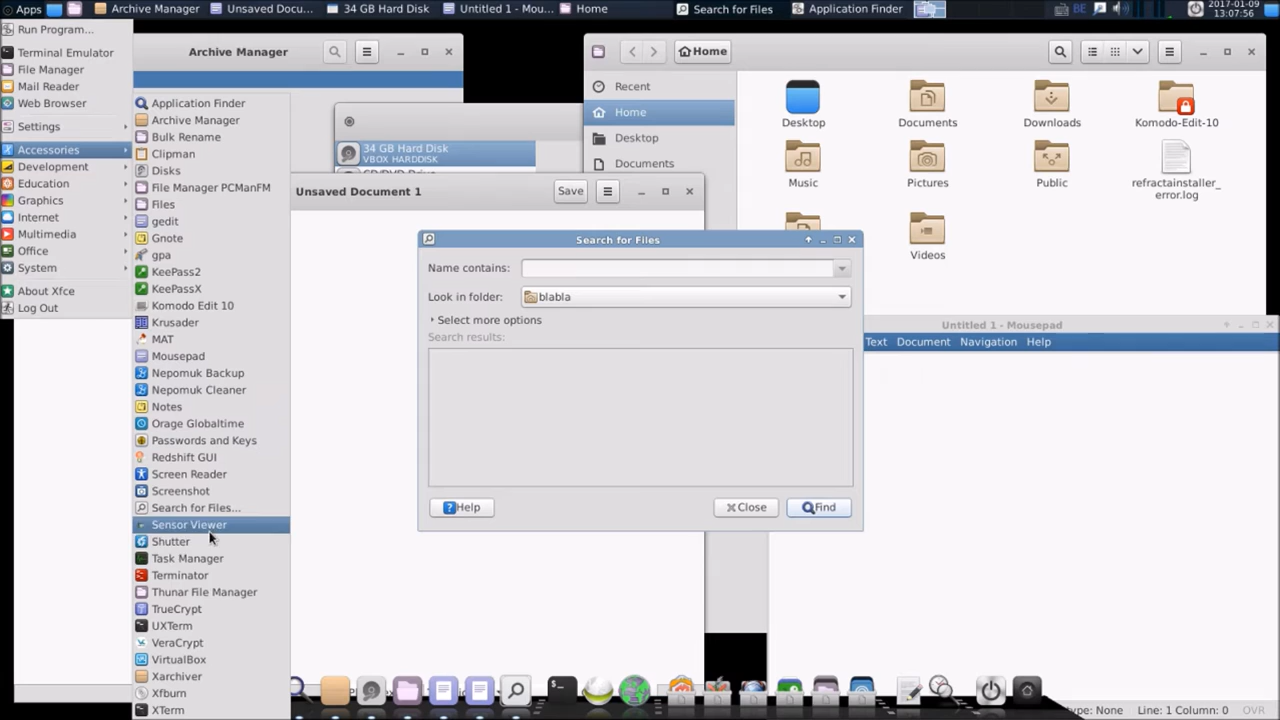 Apps
Archive Manager
Unsaved Docu...
34 GB Hard Disk
Untitled 1 - Mou...
Home
Search for Files
Application Finder
BE
2017-01-09
13:07:56
Run Program...
Terminal Emulator
File Manager
Mail Reader
Web Browser
Settings
Accessories
Development
Education
Graphics
Internet
Multimedia
Office
System
About Xfce
Log Out
Application Finder
Archive Manager
Bulk Rename
Clipman
Disks
File Manager PCManFM
Files
gedit
Gnote
gpa
KeePass2
KeePassX
Komodo Edit 10
Krusader
MAT
Mousepad
Nepomuk Backup
Nepomuk Cleaner
Notes
Orage Globaltime
Passwords and Keys
Redshift GUI
Screen Reader
Screenshot
Search for Files...
Sensor Viewer
Shutter
Task Manager
Terminator
Thunar File Manager
TrueCrypt
UXTerm
VeraCrypt
VirtualBox
Xarchiver
Xfburn
XTerm
Archive Manager
34 GB Hard Disk
VBOX HARDDISK
Unsaved Document 1
Save
Home
Recent
Home
Desktop
Documents
Desktop
Documents
Downloads
Komodo-Edit-10
Music
Pictures
Public
refractainstaller_
error.log
Videos
Search for Files
Name contains:
Look in folder:
blabla
Select more options
Search results:
Help
Close
Find
Untitled 1 - Mousepad
Text
Document
Navigation
Help
type: None
Line: 1 Column: 0
OVR